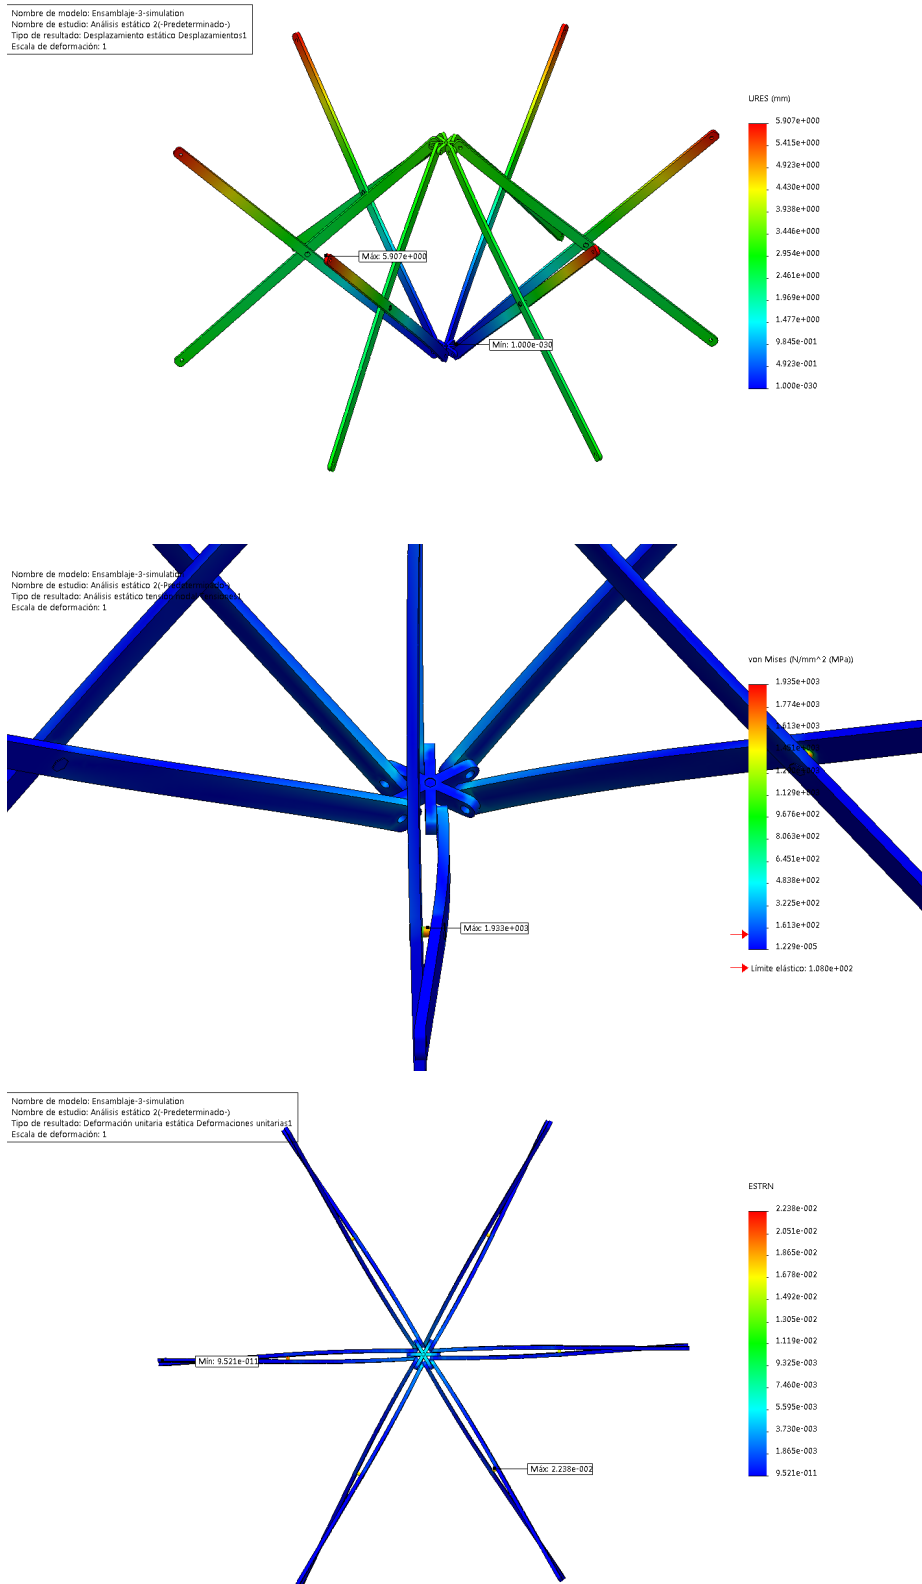 Nombre de modelo: Ensamblaje-3-simulation
Nombre de estudio: Análisis estático 2(-Predeterminado-)
Tipo de resultado: Desplazamiento estático Desplazamientos1
Escala de deformación: 1
URES (mm)
5.907e+000
5.415e+000
4.923e+000
4.430e+000
3.938e+000
3.446e+000
2.954e+000
2.461e+000
1.969e+000
1.477e+000
9.845e-001
4.923e-001
1.000e-030
Máx: 5.907e+000
Mín: 1.000e-030
Nombre de modelo: Ensamblaje-3-simulation
Nombre de estudio: Análisis estático
Tipo de resultado: Análisis estático
Escala de deformación: 1
von Mises (N/mm^2 (MPa))
1.935e+003
1.774e+003
1.613e+003
1.129e+003
9.676e+002
8.063e+002
6.451e+002
4.838e+002
3.225e+002
1.613e+002
1.229e-005
Límite elástico: 1.080e+002
Máx: 1.933e+003
Nombre de modelo: Ensamblaje-3-simulation
Nombre de estudio: Análisis estático 2(-Predeterminado-)
Tipo de resultado: Deformación unitaria estática Deformaciones unitarias1
Escala de deformación: 1
ESTRN
2.238e-002
2.051e-002
1.865e-002
1.678e-002
1.492e-002
1.305e-002
1.119e-002
9.325e-003
7.460e-003
5.595e-003
3.730e-003
1.865e-003
9.521e-011
Mín: 9.521e-011
Máx: 2.238e-002